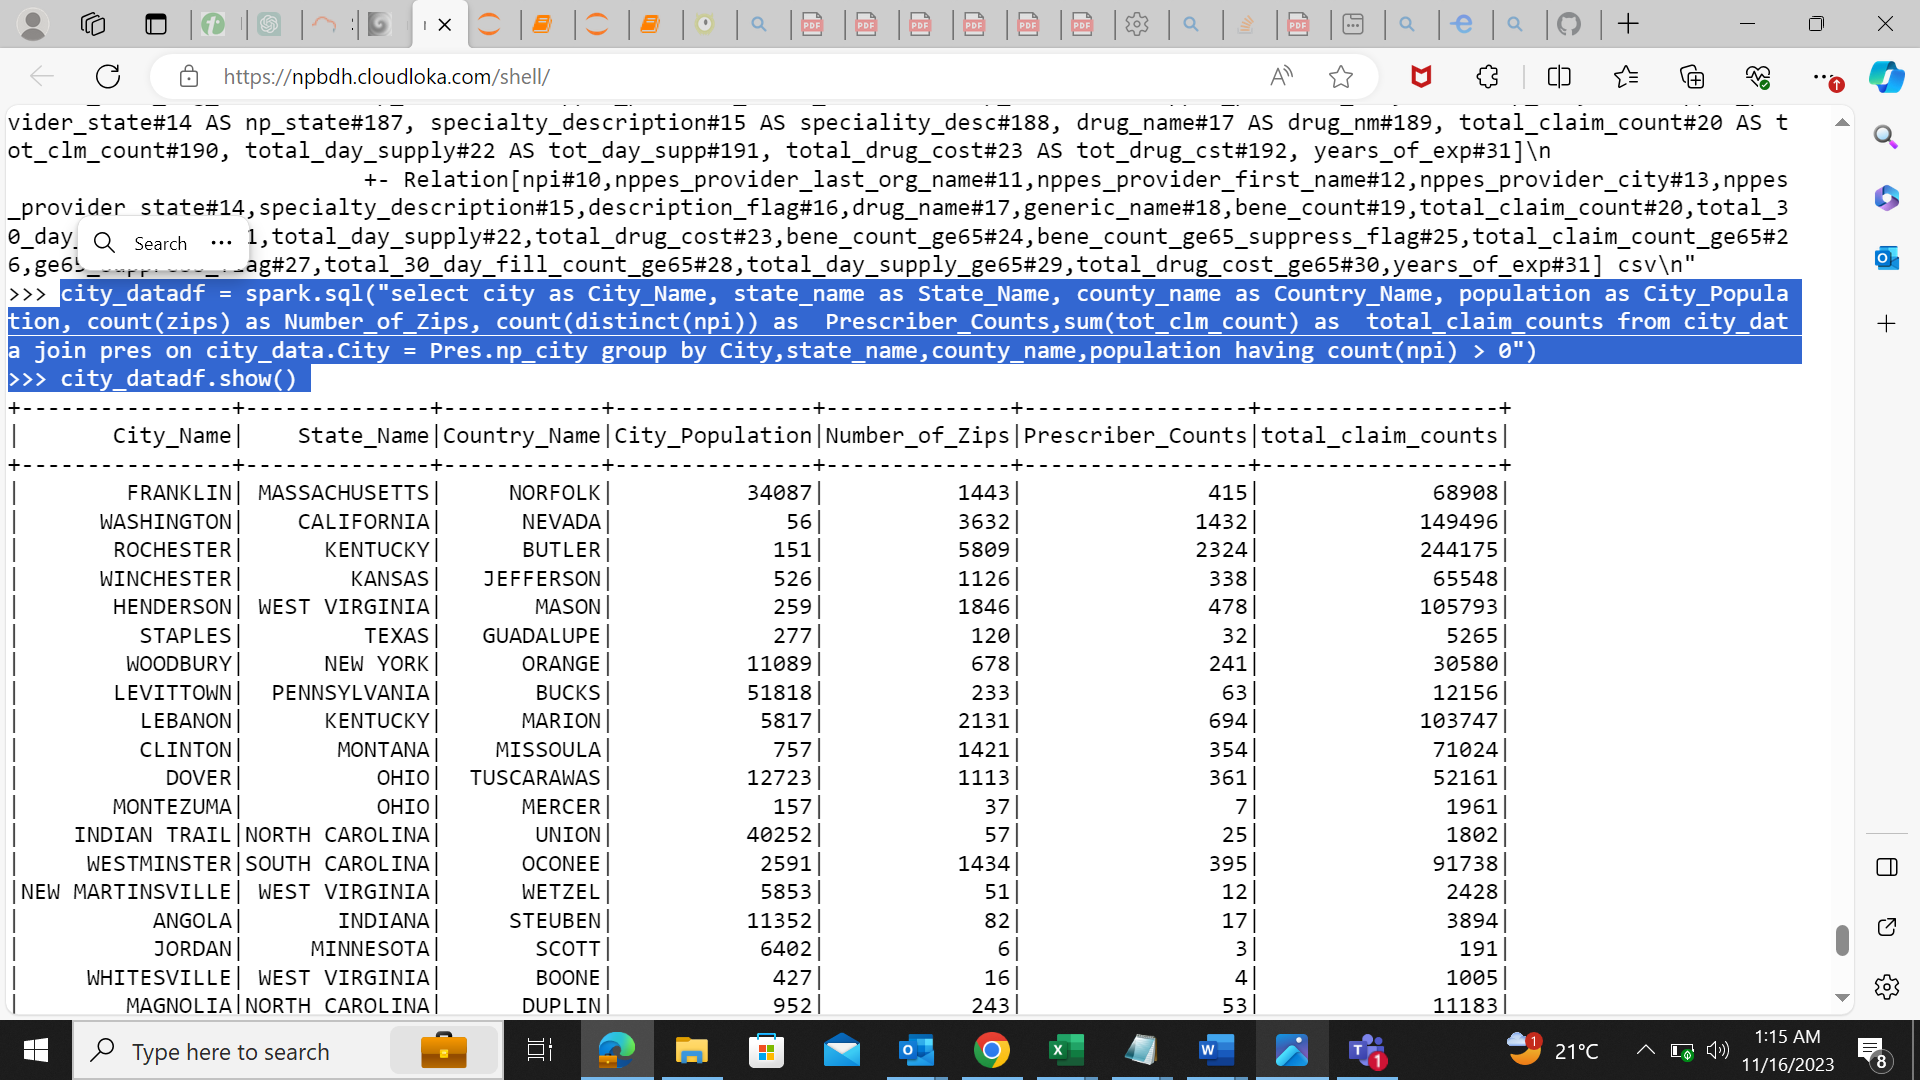 https://npbdh.cloudloka.com/shell/
vider_state#14 AS np_state#187, specialty_description#15 AS speciality_desc#188, drug_name#17 AS drug_nm#189, total_claim_count#20 AS t
ot_clm_count#190, total_day_supply#22 AS tot_day_supp#191, total_drug_cost#23 AS tot_drug_cst#192, years_of_exp#31]\n
+- Relation[npi#10,nppes_provider_last_org_name#11,nppes_provider_first_name#12,nppes_provider_city#13,nppes
_provider_state#14,specialty_description#15,description_flag#16,drug_name#17,generic_name#18,bene_count#19,total_claim_count#20,total_3
0_day_ 1,total_day_supply#22,total_drug_cost#23,bene_count_ge65#24,bene_count_ge65_suppress_flag#25,total_claim_count_ge65#2
Search ...
6,ge65_suppress_flag#27,total_30_day_fill_count_ge65#28,total_day_supply_ge65#29,total_drug_cost_ge65#30,years_of_exp#31] csv\n"
>>> city_datadf = spark.sql("select city as City_Name, state_name as State_Name, county_name as Country_Name, population as City_Popula
tion, count(zips) as Number_of_Zips, count(distinct(npi)) as  Prescriber_Counts,sum(tot_clm_count) as  total_claim_counts from city_dat
a join pres on city_data.City = Pres.np_city group by City,state_name,county_name,population having count(npi) > 0")
>>> city_datadf.show()
+----------------+--------------+------------+---------------+--------------+-----------------+------------------+
|       City_Name|    State_Name|Country_Name|City_Population|Number_of_Zips|Prescriber_Counts|total_claim_counts|
+----------------+--------------+------------+---------------+--------------+-----------------+------------------+
|        FRANKLIN| MASSACHUSETTS|     NORFOLK|          34087|          1443|              415|             68908|
|      WASHINGTON|    CALIFORNIA|      NEVADA|             56|          3632|             1432|            149496|
|       ROCHESTER|      KENTUCKY|      BUTLER|            151|          5809|             2324|            244175|
|      WINCHESTER|        KANSAS|   JEFFERSON|            526|          1126|              338|             65548|
|       HENDERSON| WEST VIRGINIA|       MASON|            259|          1846|              478|            105793|
|         STAPLES|         TEXAS|   GUADALUPE|            277|           120|               32|              5265|
|        WOODBURY|      NEW YORK|      ORANGE|          11089|           678|              241|             30580|
|       LEVITTOWN|  PENNSYLVANIA|       BUCKS|          51818|           233|               63|             12156|
|         LEBANON|      KENTUCKY|      MARION|           5817|          2131|              694|            103747|
|         CLINTON|       MONTANA|    MISSOULA|            757|          1421|              354|             71024|
|           DOVER|          OHIO|  TUSCARAWAS|          12723|          1113|              361|             52161|
|       MONTEZUMA|          OHIO|      MERCER|            157|            37|                7|              1961|
|    INDIAN TRAIL|NORTH CAROLINA|       UNION|          40252|            57|               25|              1802|
|     WESTMINSTER|SOUTH CAROLINA|      OCONEE|           2591|          1434|              395|             91738|
|NEW MARTINSVILLE| WEST VIRGINIA|      WETZEL|           5853|            51|               12|              2428|
|          ANGOLA|       INDIANA|     STEUBEN|          11352|            82|               17|              3894|
|          JORDAN|     MINNESOTA|       SCOTT|           6402|             6|                3|               191|
|     WHITESVILLE| WEST VIRGINIA|       BOONE|            427|            16|                4|              1005|
|        MAGNOLIA|NORTH CAROLINA|      DUPLIN|            952|           243|               53|             11183|
Type here to search
1
1
21°C
1:15 AM
11/16/2023
8